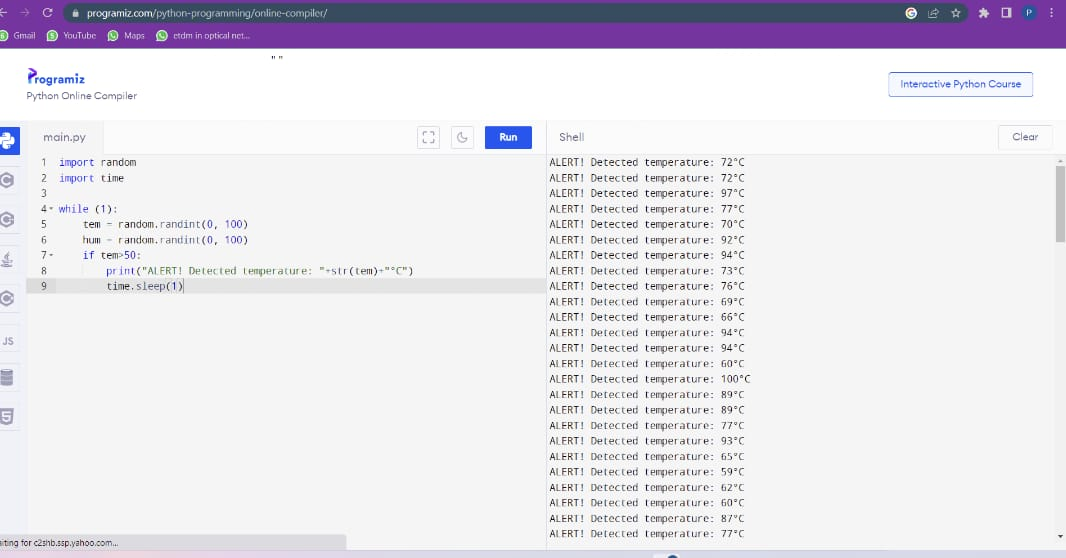 programiz.com/python-programming/online-compiler/
G
P
Gmail
YouTube
Maps
etdm in optical net...
" "
Programiz
Python Online Compiler
Interactive Python Course
main.py
Run
Shell
Clear
1 import random
2 import time
3
4 while (1):
5 tem = random.randint(0, 100)
6 hum = random.randint(0, 100)
7 if tem>50:
8 print("ALERT! Detected temperature: "+str(tem)+"°C")
9 time.sleep(1)
JS
5
ALERT! Detected temperature: 72°C
ALERT! Detected temperature: 72°C
ALERT! Detected temperature: 97°C
ALERT! Detected temperature: 77°C
ALERT! Detected temperature: 70°C
ALERT! Detected temperature: 92°C
ALERT! Detected temperature: 94°C
ALERT! Detected temperature: 73°C
ALERT! Detected temperature: 76°C
ALERT! Detected temperature: 69°C
ALERT! Detected temperature: 66°C
ALERT! Detected temperature: 94°C
ALERT! Detected temperature: 94°C
ALERT! Detected temperature: 60°C
ALERT! Detected temperature: 100°C
ALERT! Detected temperature: 89°C
ALERT! Detected temperature: 89°C
ALERT! Detected temperature: 77°C
ALERT! Detected temperature: 93°C
ALERT! Detected temperature: 65°C
ALERT! Detected temperature: 59°C
ALERT! Detected temperature: 62°C
ALERT! Detected temperature: 60°C
ALERT! Detected temperature: 87°C
ALERT! Detected temperature: 77°C
aiting for c2shb.ssp.yahoo.com...